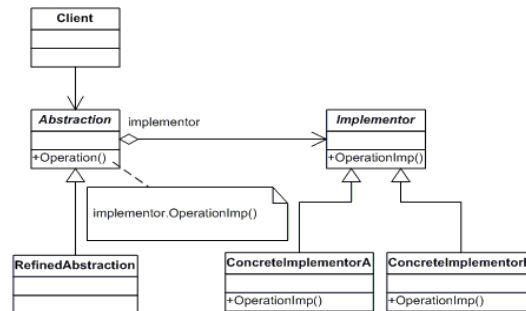 Client
Abstraction
implementor
Implementor
+Operation()
+OperationImp()
implementor.OperationImp()
RefinedAbstraction
ConcreteImplementorA
+OperationImp()
+OperationImp()